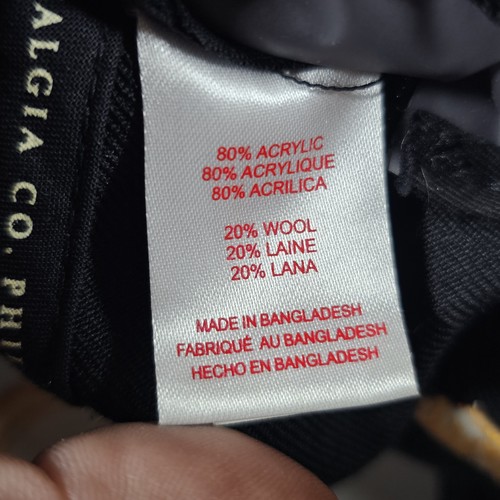 ALGIA CO. PHI
80% ACRYLIC
80% ACRYLIQUE
80% ACRILICA
20% WOOL
20% LAINE
20% LANA
MADE IN BANGLADESH
FABRIQUÉ AU BANGLADESH
HECHO EN BANGLADESH